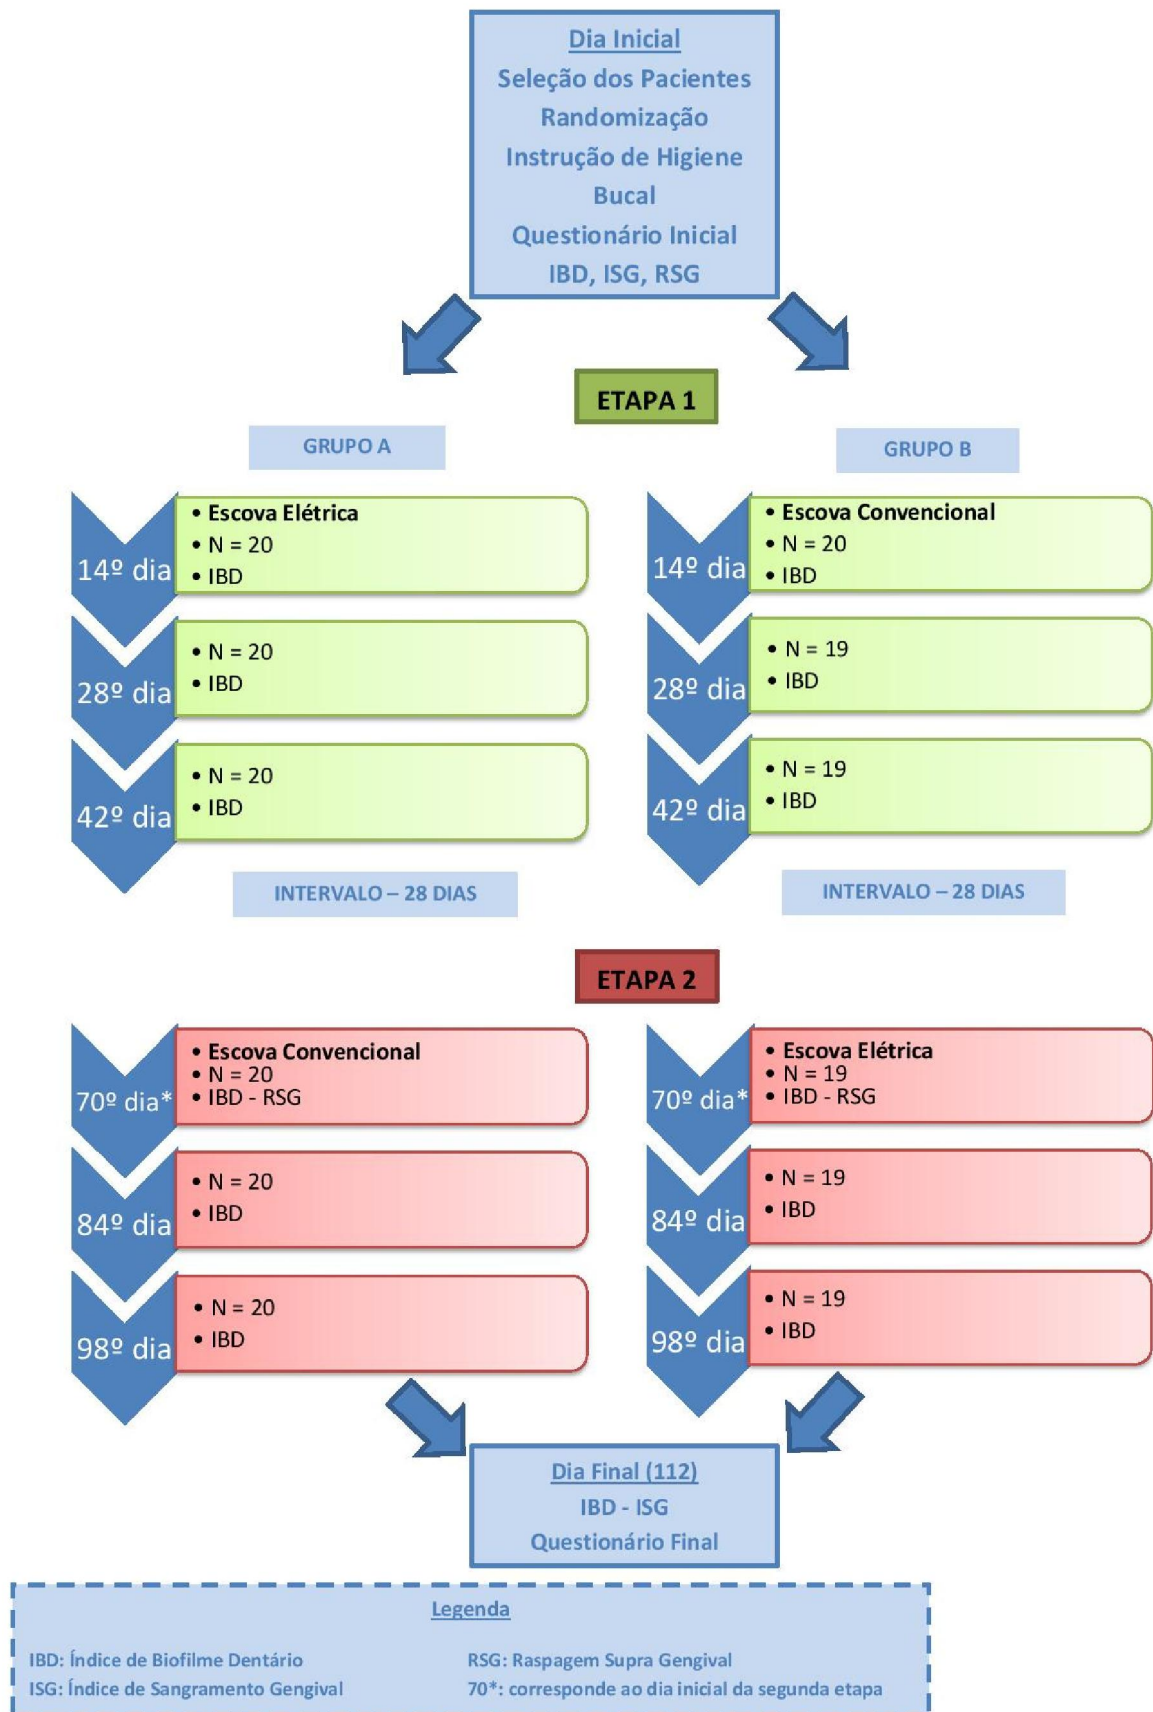 Dia Inicial
Seleção dos Pacientes
Randomização
Instrução de Higiene
Bucal
Questionário Inicial
IBD, ISG, RSG
ETAPA 1
GRUPO A
14º dia
• Escova Elétrica
• N = 20
• IBD
28º dia
• N = 20
• IBD
42º dia
• N = 20
• IBD
INTERVALO – 28 DIAS
GRUPO B
14º dia
• Escova Convencional
• N = 20
• IBD
28º dia
• N = 19
• IBD
42º dia
• N = 19
• IBD
INTERVALO – 28 DIAS
ETAPA 2
70º dia*
• Escova Convencional
• N = 20
• IBD - RSG
84º dia
• N = 20
• IBD
98º dia
• N = 20
• IBD
70º dia*
• Escova Elétrica
• N = 19
• IBD - RSG
84º dia
• N = 19
• IBD
98º dia
• N = 19
• IBD
Dia Final (112)
IBD - ISG
Questionário Final
Legenda
IBD: Índice de Biofilme Dentário
ISG: Índice de Sangramento Gengival
RSG: Raspagem Supra Gengival
70*: corresponde ao dia inicial da segunda etapa